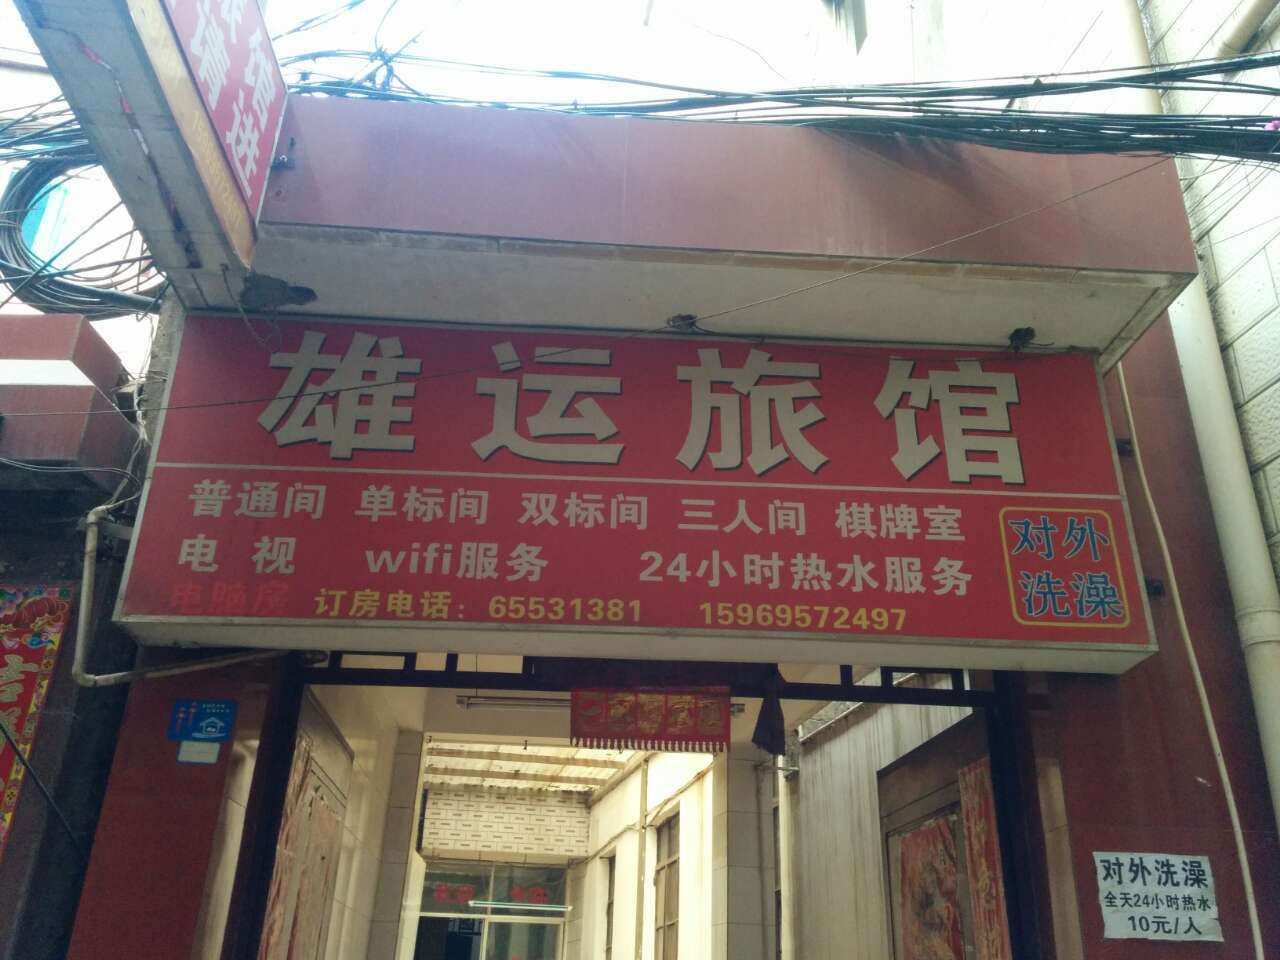 雄运旅馆
普通间 单标间 双标间 三人间 棋牌室
电视 wifi服务 24小时热水服务
电脑房 订房电话：65531381 15969572497
对外
洗澡
对外洗澡
全天24小时热水
10元/人